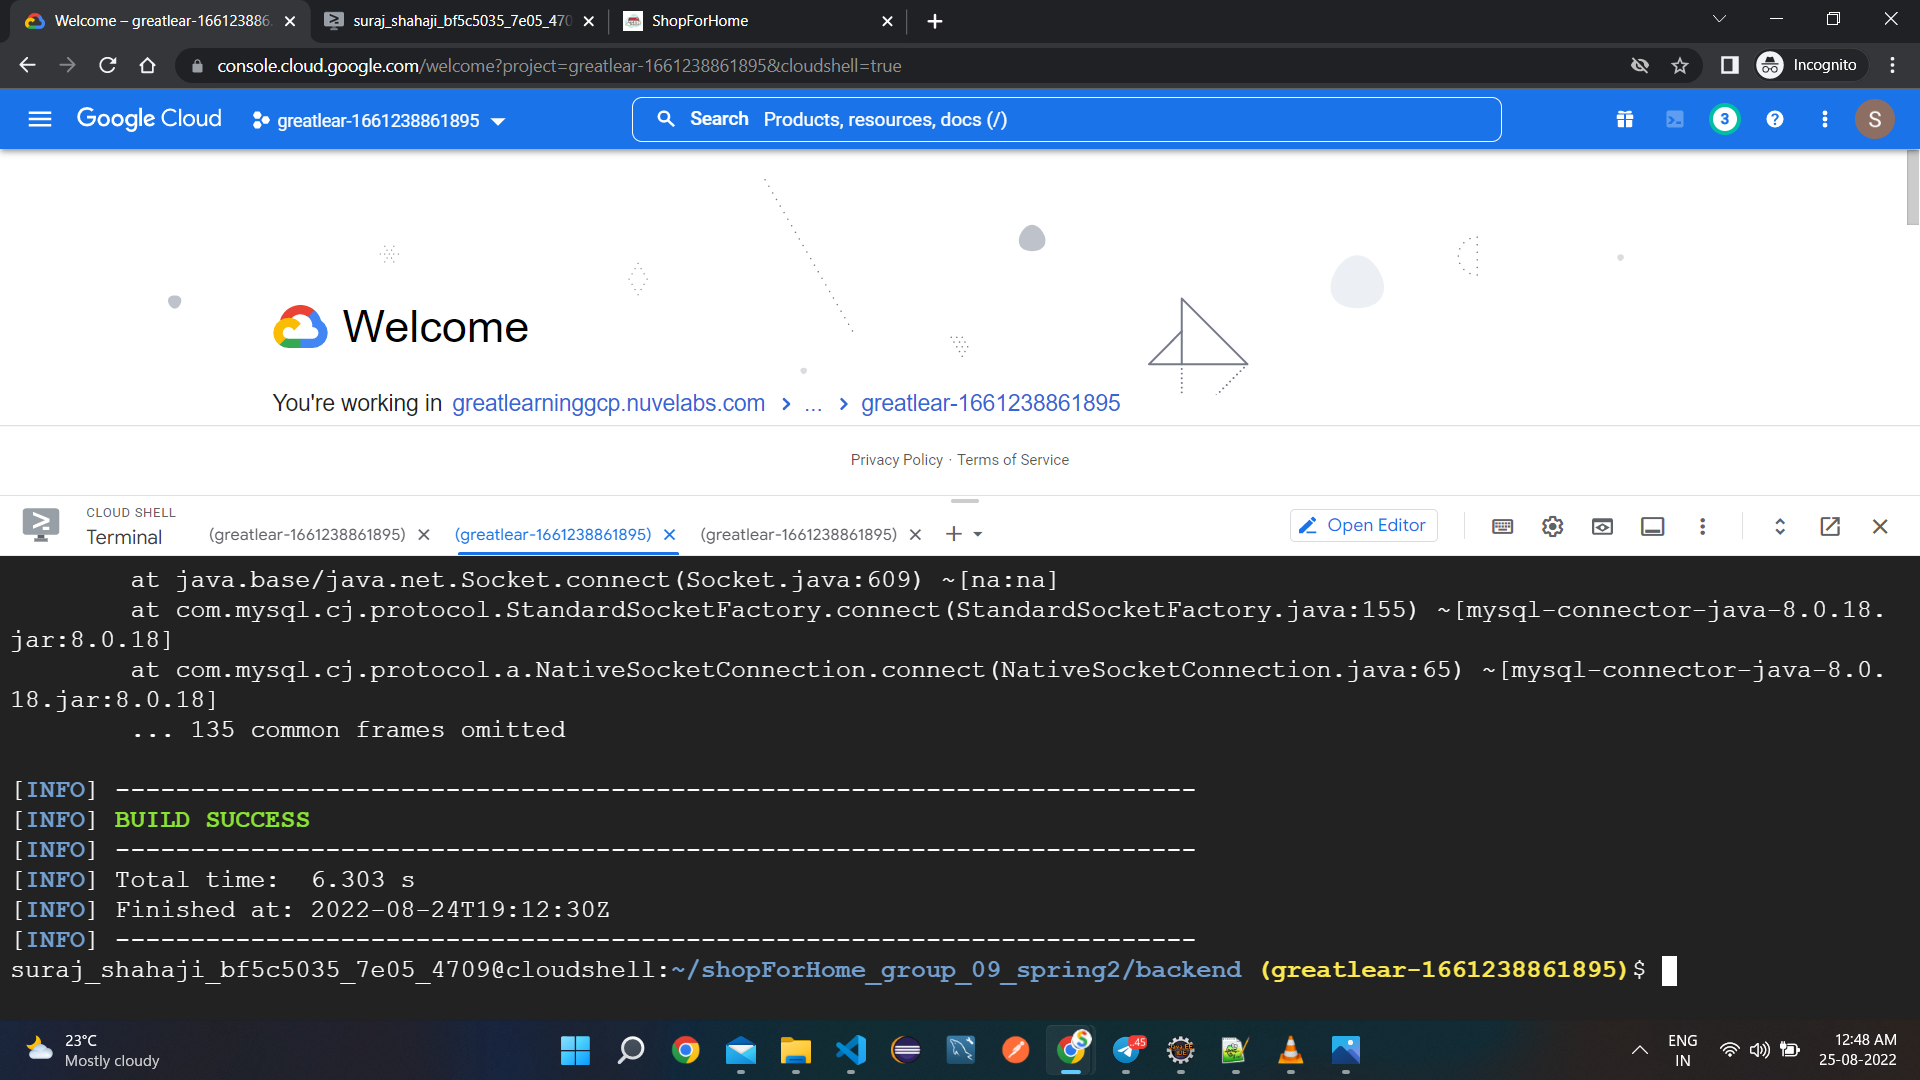 Welcome – greatlear-166123886
suraj_shahaji_bf5c5035_7e05_470
ShopForHome
console.cloud.google.com/welcome?project=greatlear-1661238861895&cloudshell=true
Incognito
Google Cloud
greatlear-1661238861895
Search Products, resources, docs (/)
3
S
Welcome
You're working in greatlearninggcp.nuvelabs.com > ... > greatlear-1661238861895
Privacy Policy · Terms of Service
CLOUD SHELL
Terminal
(greatlear-1661238861895)
(greatlear-1661238861895)
(greatlear-1661238861895)
Open Editor
at java.base/java.net.Socket.connect(Socket.java:609) ~[na:na]
at com.mysql.cj.protocol.StandardSocketFactory.connect(StandardSocketFactory.java:155) ~[mysql-connector-java-8.0.18.
jar:8.0.18]
at com.mysql.cj.protocol.a.NativeSocketConnection.connect(NativeSocketConnection.java:65) ~[mysql-connector-java-8.0.
18.jar:8.0.18]
... 135 common frames omitted
[INFO] ------------------------------------------------------------------------
[INFO] BUILD SUCCESS
[INFO] ------------------------------------------------------------------------
[INFO] Total time:  6.303 s
[INFO] Finished at: 2022-08-24T19:12:30Z
[INFO] ------------------------------------------------------------------------
suraj_shahaji_bf5c5035_7e05_4709@cloudshell:~/shopForHome_group_09_spring2/backend (greatlear-1661238861895)$
23°C
Mostly cloudy
45
ENG
IN
12:48 AM
25-08-2022